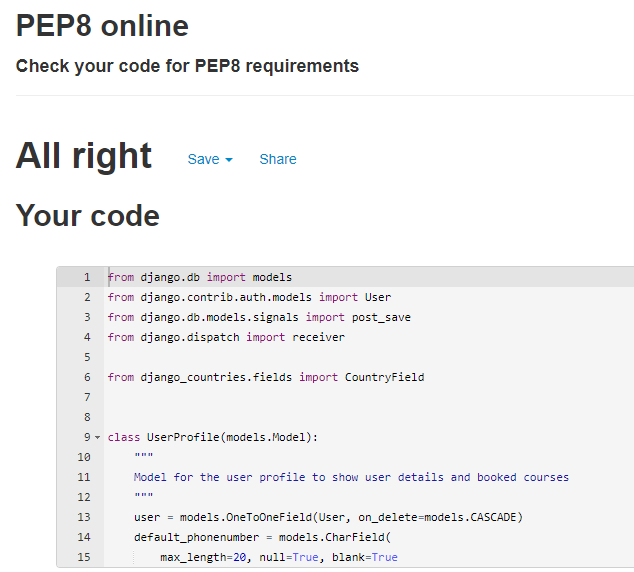 PEP8 online
Check your code for PEP8 requirements
All right Save Share
Your code
1 from django.db import models
2 from django.contrib.auth.models import User
3 from django.db.models.signals import post_save
4 from django.dispatch import receiver
5
6 from django_countries.fields import CountryField
7
8
9 class UserProfile(models.Model):
10 """
11 Model for the user profile to show user details and booked courses
12 """
13 user = models.OneToOneField(User, on_delete=models.CASCADE)
14 default_phonenumber = models.CharField(
15 max_length=20, null=True, blank=True